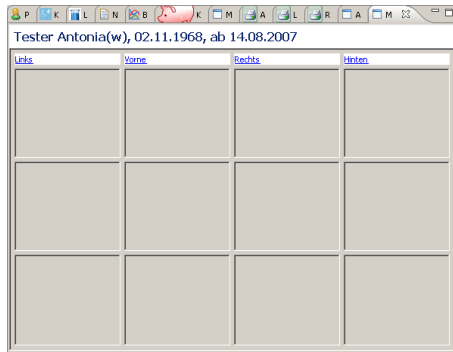 P K L N B K M A L R A M
Tester Antonia(w), 02.11.1968, ab 14.08.2007
Links Vorne Rechts Hinten